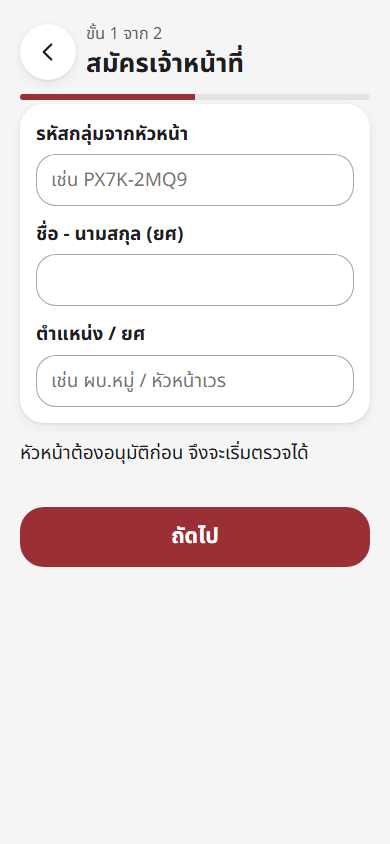 ขั้น 1 จาก 2
สมัครเจ้าหน้าที่
รหัสกลุ่มจากหัวหน้า
เช่น PX7K-2MQ9
ชื่อ - นามสกุล (ยศ)
ตำแหน่ง / ยศ
เช่น ผบ.หมู่ / หัวหน้าเวร
หัวหน้าต้องอนุมัติก่อน จึงจะเริ่มตรวจได้
ถัดไป